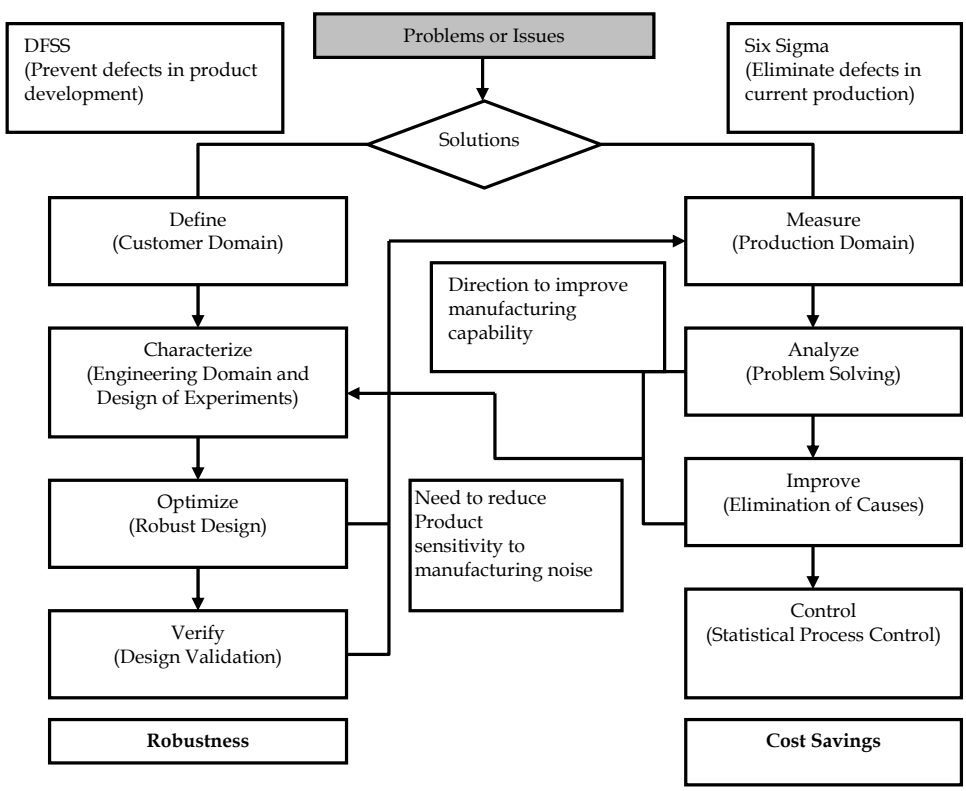 Problems or Issues
DFSS
(Prevent defects in product
development)
Six Sigma
(Eliminate defects in
current production)
Solutions
Define
(Customer Domain)
Measure
(Production Domain)
Direction to improve
manufacturing
capability
Characterize
(Engineering Domain and
Design of Experiments)
Analyze
(Problem Solving)
Optimize
(Robust Design)
Need to reduce
Product
sensitivity to
manufacturing noise
Improve
(Elimination of Causes)
Verify
(Design Validation)
Control
(Statistical Process Control)
Robustness
Cost Savings